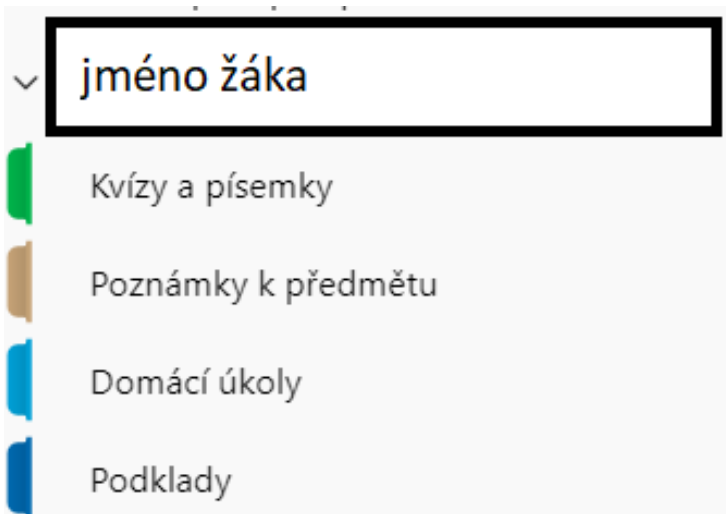 jméno žáka
Kvízy a písemky
Poznámky k předmětu
Domácí úkoly
Podklady